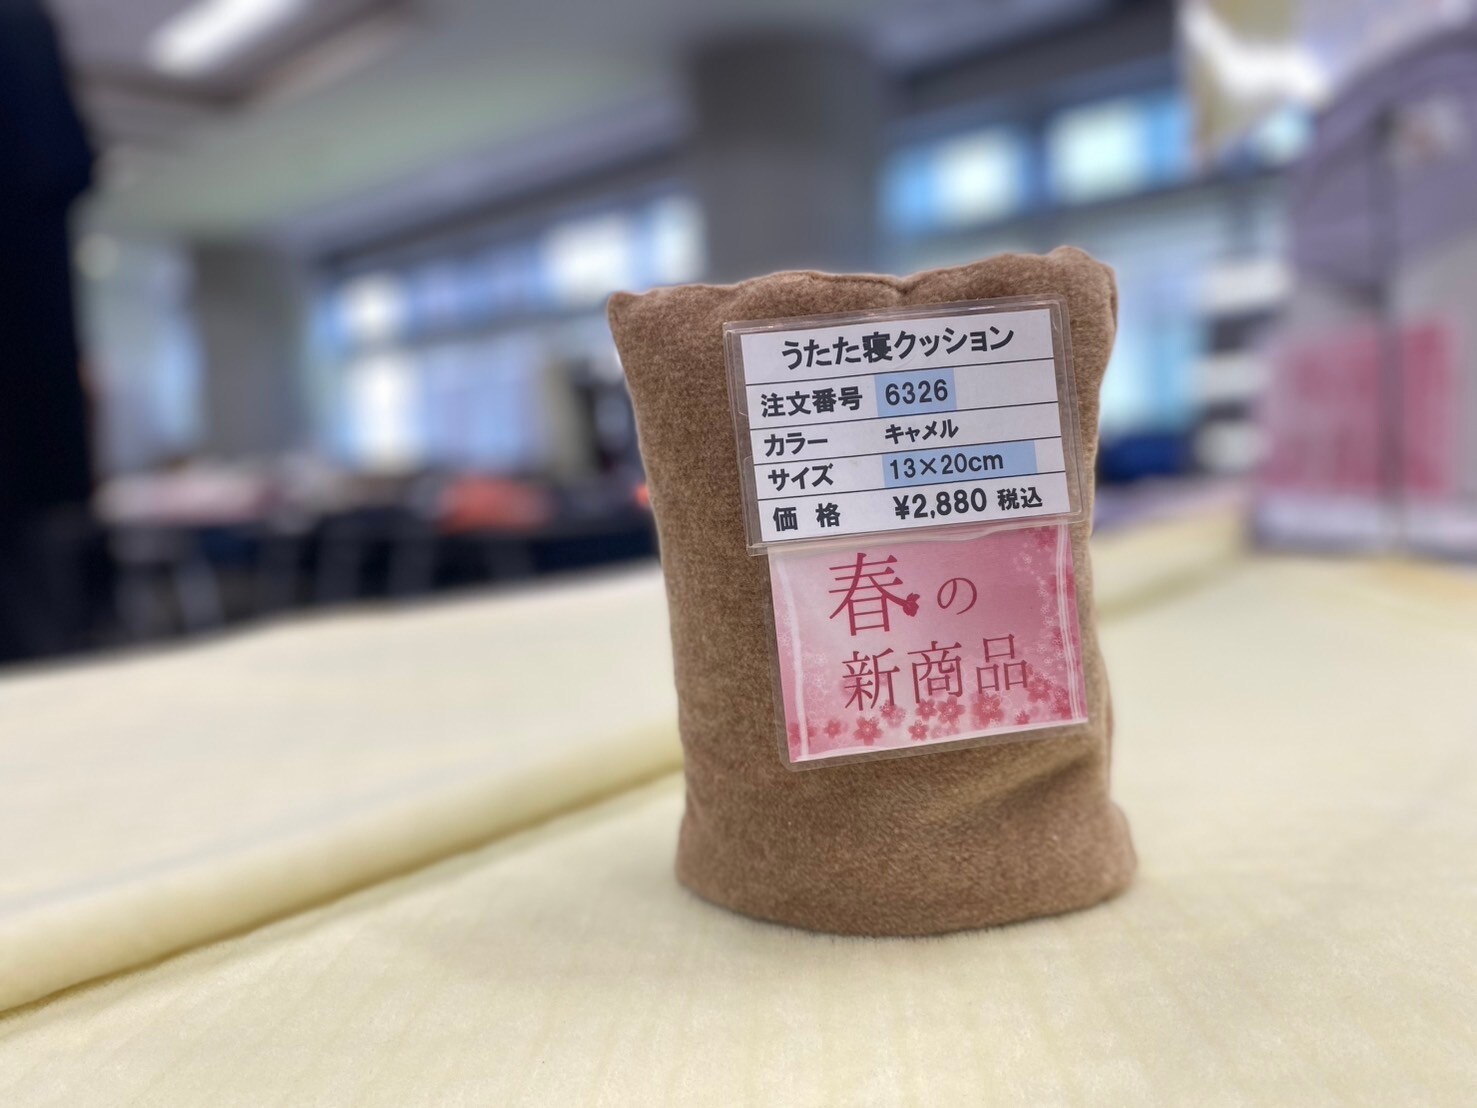 うたた寝クッション
注文番号 6326
カラー キャメル
サイズ 13×20cm
価格 ¥2,880 税込
春の
新商品